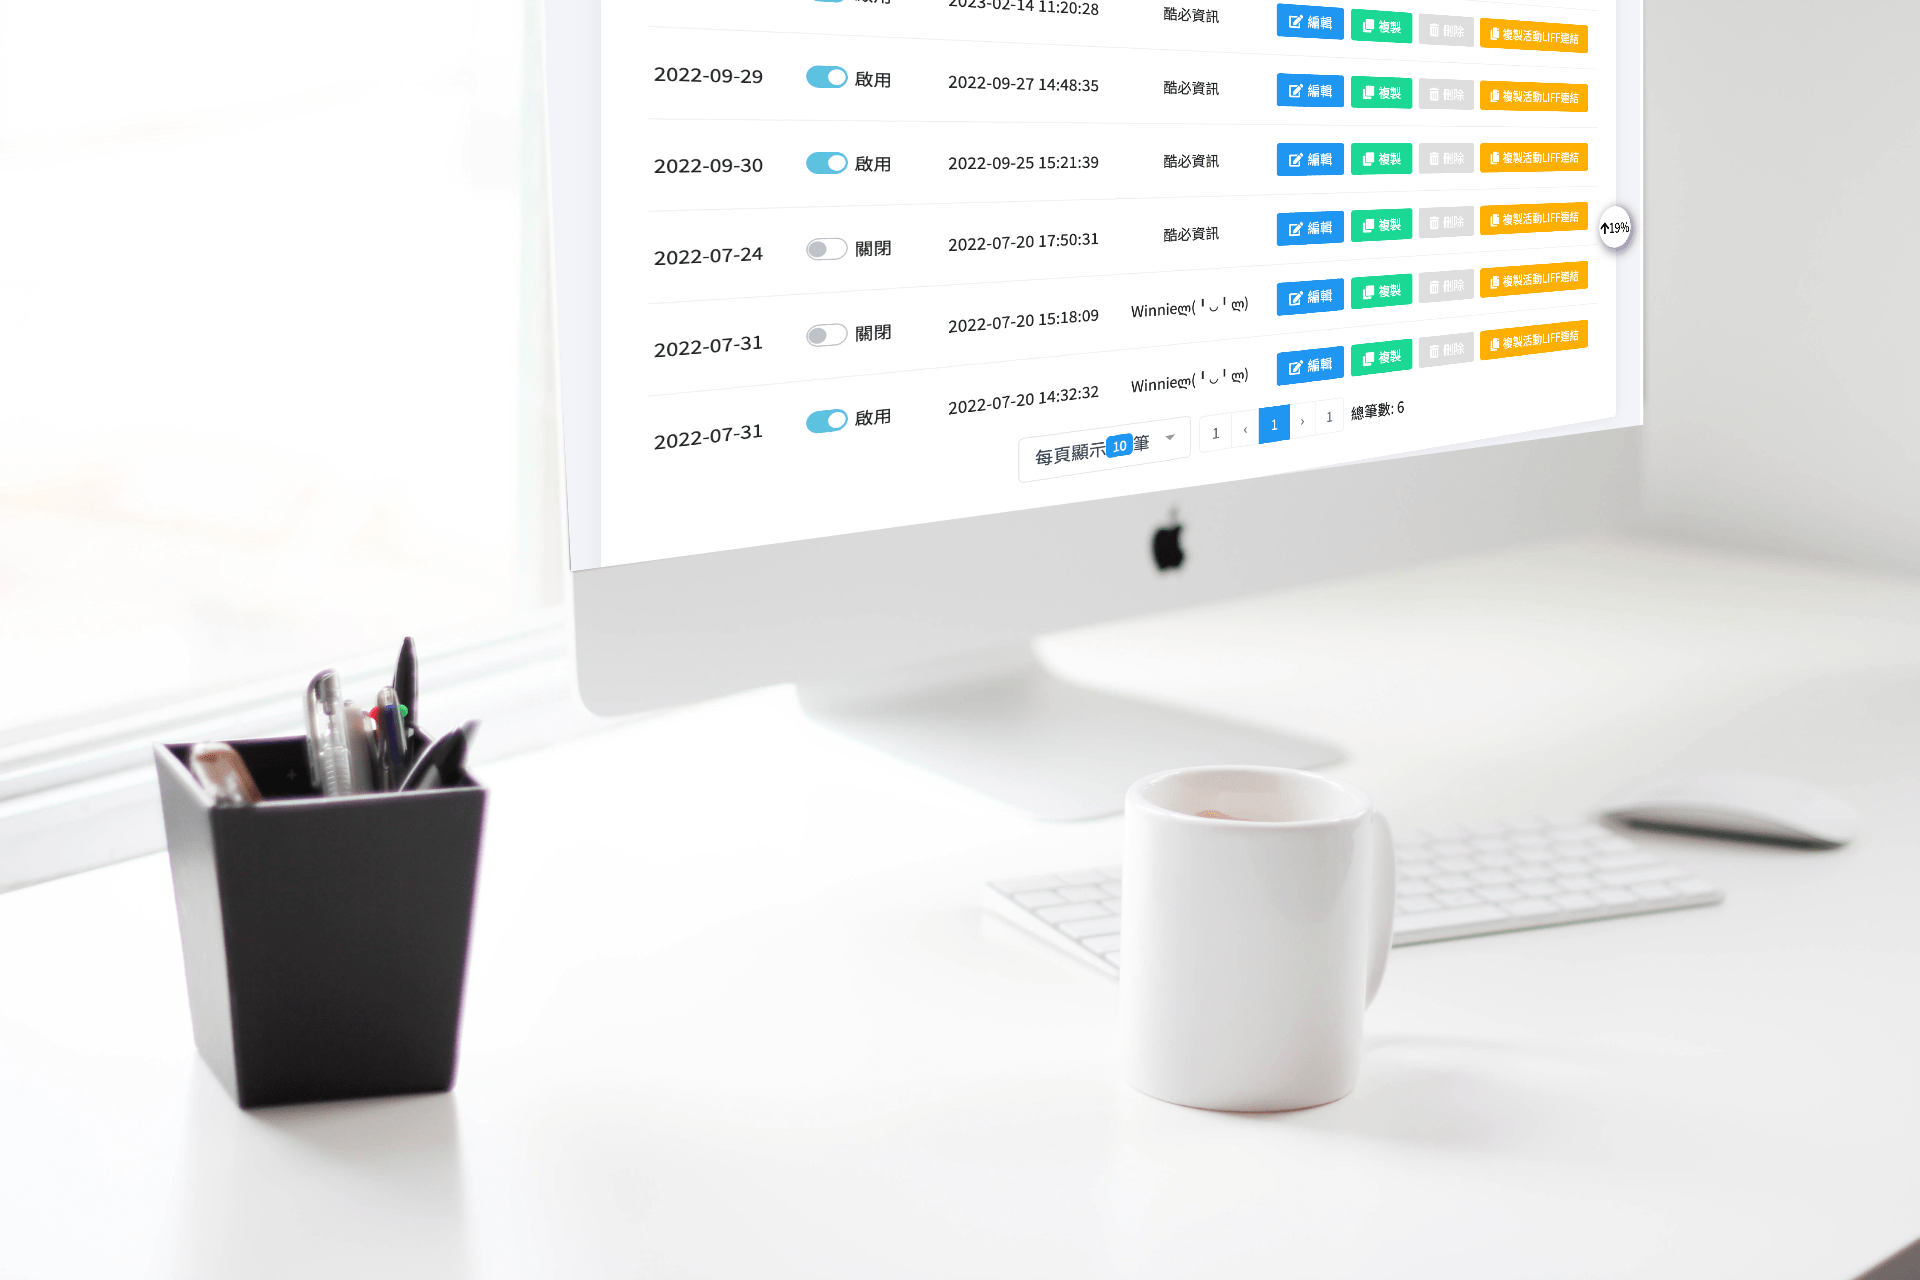 2023-02-14 11:20:28 酷必資訊 編輯 複製 刪除 複製活動LIFF連結
2022-09-29 啟用 2022-09-27 14:48:35 酷必資訊 編輯 複製 刪除 複製活動LIFF連結
2022-09-30 啟用 2022-09-25 15:21:39 酷必資訊 編輯 複製 刪除 複製活動LIFF連結
2022-07-24 關閉 2022-07-20 17:50:31 酷必資訊 編輯 複製 刪除 複製活動LIFF連結
2022-07-31 關閉 2022-07-20 15:18:09 Winnieლ(╹◡╹ლ) 編輯 複製 刪除 複製活動LIFF連結
2022-07-31 啟用 2022-07-20 14:32:32 Winnieლ(╹◡╹ლ) 編輯 複製 刪除 複製活動LIFF連結
↑19%
每頁顯示 10 筆 1 ‹ 1 › 1 總筆數: 6